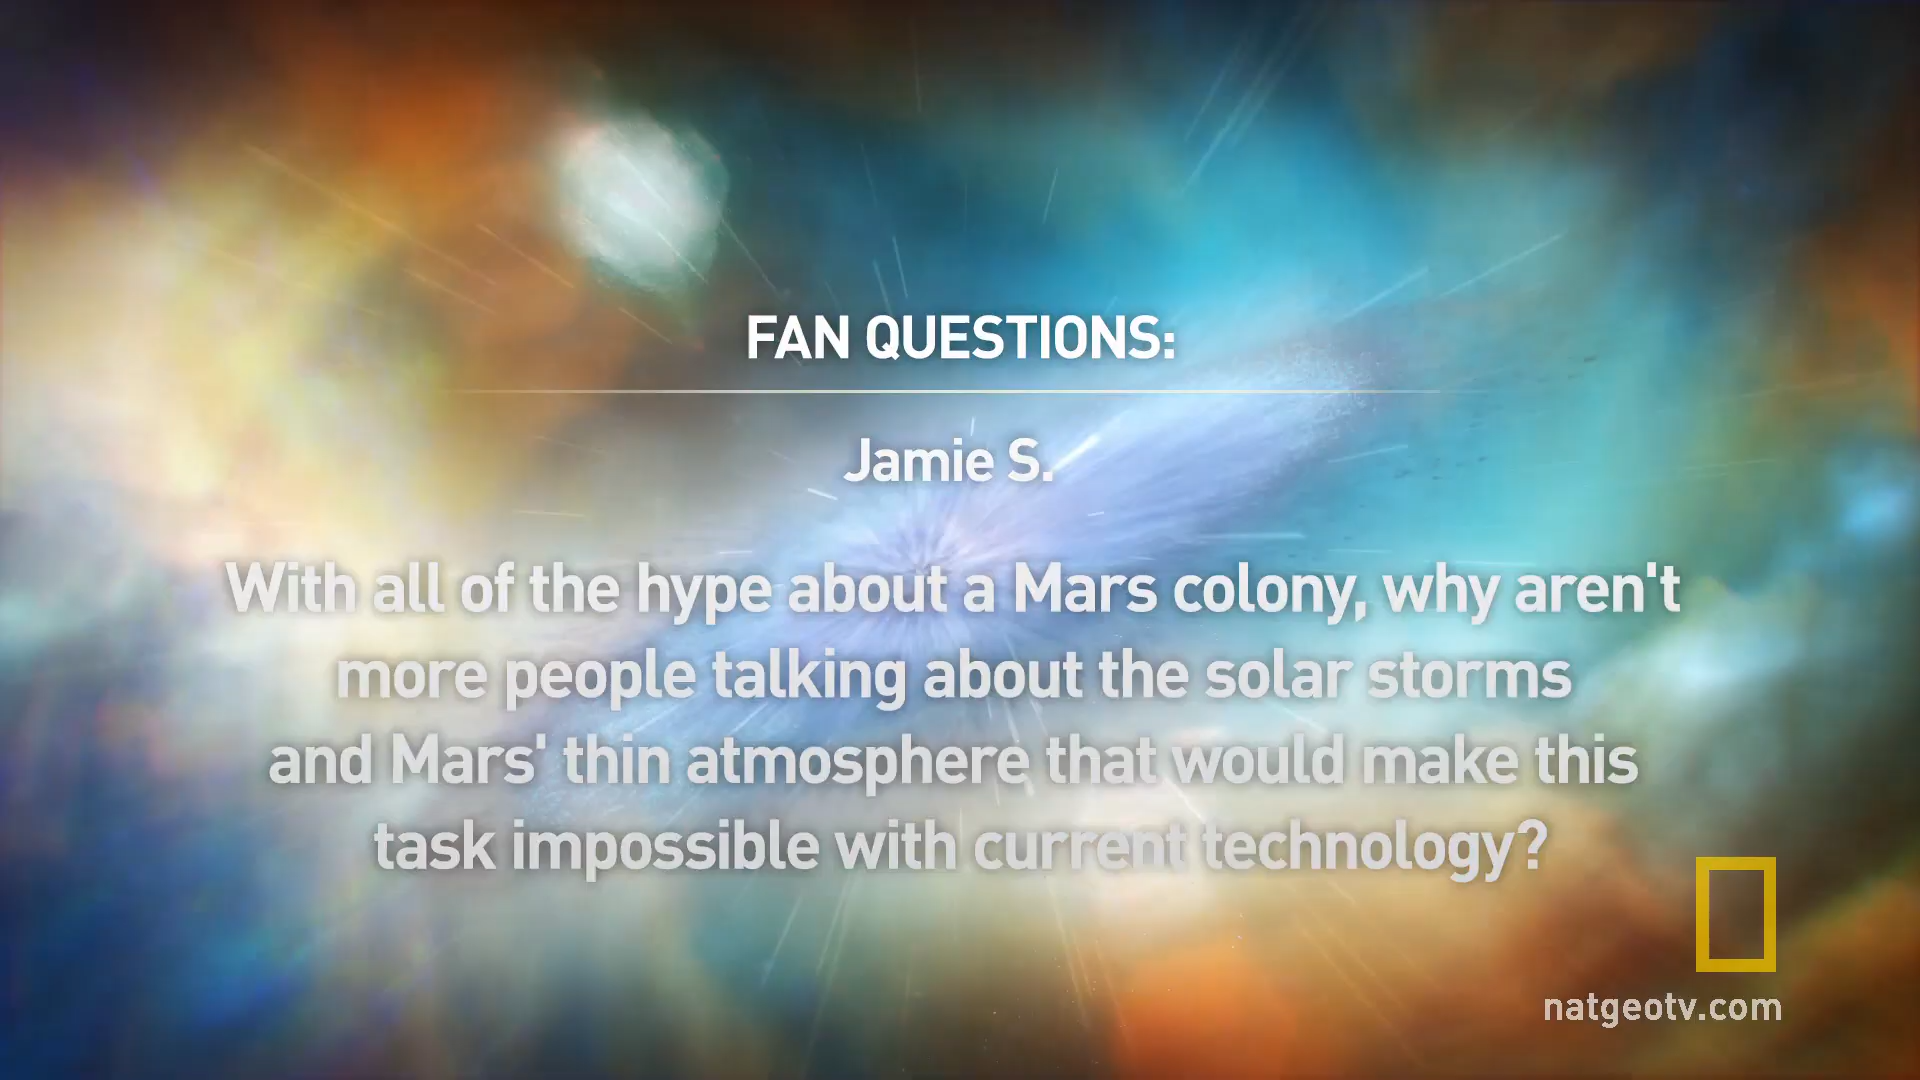 FAN QUESTIONS:
Jamie S.
With all of the hype about a Mars colony, why aren't
more people talking about the solar storms
and Mars' thin atmosphere that would make this
task impossible with current technology?
natgeotv.com